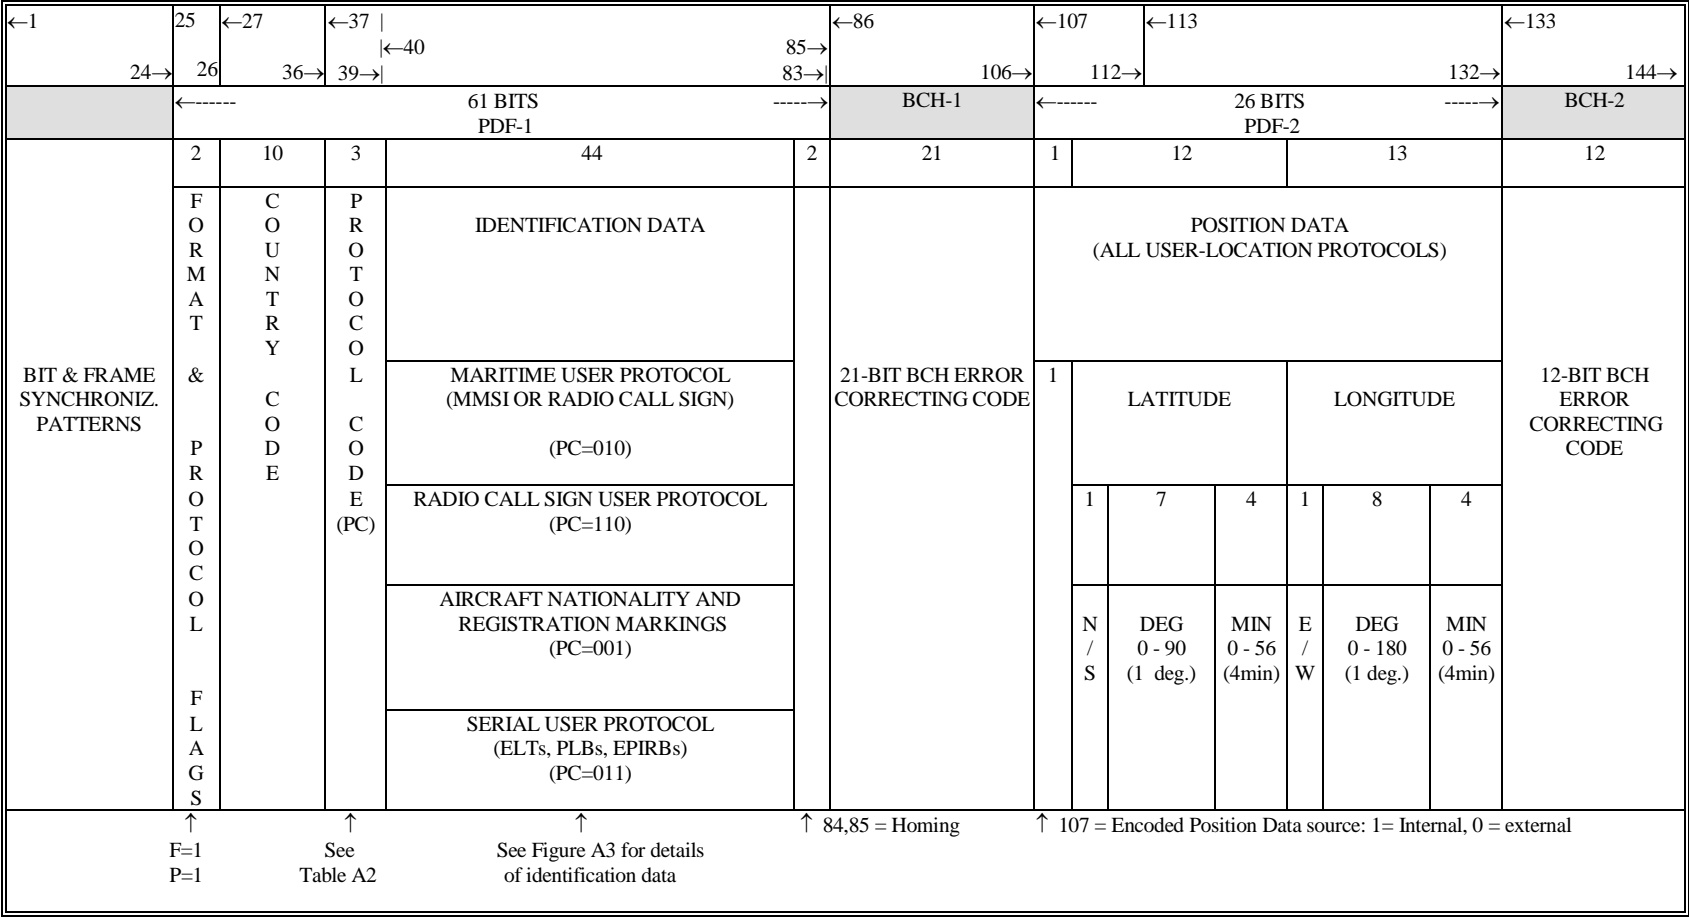 ←1 25 ←27 ←37 | ←86 ←107 ←113 ←133
|←40 85→
24→ 26 36→ 39→| 83→| 106→ 112→ 132→ 144→
←------ 61 BITS -----→ BCH-1 ←------ 26 BITS -----→ BCH-2
PDF-1 PDF-2
2 10 3 44 2 21 1 12 13 12
BIT & FRAME
SYNCHRONIZ.
PATTERNS
FORMAT & PROTOCOL FLAGS
COUNTRY CODE
PROTOCOL CODE
(PC)
IDENTIFICATION DATA
MARITIME USER PROTOCOL
(MMSI OR RADIO CALL SIGN)
(PC=010)
RADIO CALL SIGN USER PROTOCOL
(PC=110)
AIRCRAFT NATIONALITY AND
REGISTRATION MARKINGS
(PC=001)
SERIAL USER PROTOCOL
(ELTs, PLBs, EPIRBs)
(PC=011)
21-BIT BCH ERROR
CORRECTING CODE
POSITION DATA
(ALL USER-LOCATION PROTOCOLS)
1
LATITUDE LONGITUDE
1 7 4 1 8 4
N DEG MIN E DEG MIN
/ 0 - 90 0 - 56 / 0 - 180 0 - 56
S (1 deg.) (4min) W (1 deg.) (4min)
12-BIT BCH
ERROR
CORRECTING
CODE
↑ ↑ ↑ ↑ 84,85 = Homing ↑ 107 = Encoded Position Data source: 1= Internal, 0 = external
F=1 See See Figure A3 for details
P=1 Table A2 of identification data